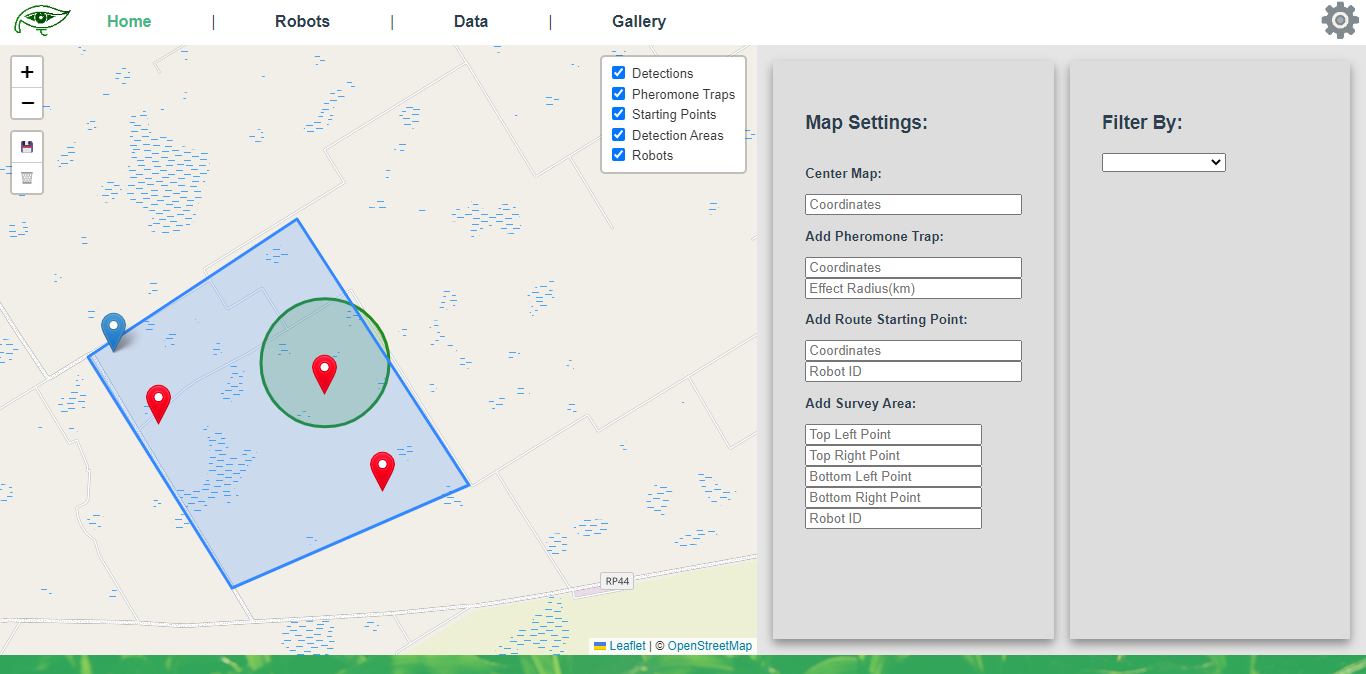 Home | Robots | Data | Gallery
+
−
Detections
Pheromone Traps
Starting Points
Detection Areas
Robots
RP44
Leaflet | © OpenStreetMap
Map Settings:
Center Map:
Coordinates
Add Pheromone Trap:
Coordinates
Effect Radius(km)
Add Route Starting Point:
Coordinates
Robot ID
Add Survey Area:
Top Left Point
Top Right Point
Bottom Left Point
Bottom Right Point
Robot ID
Filter By: